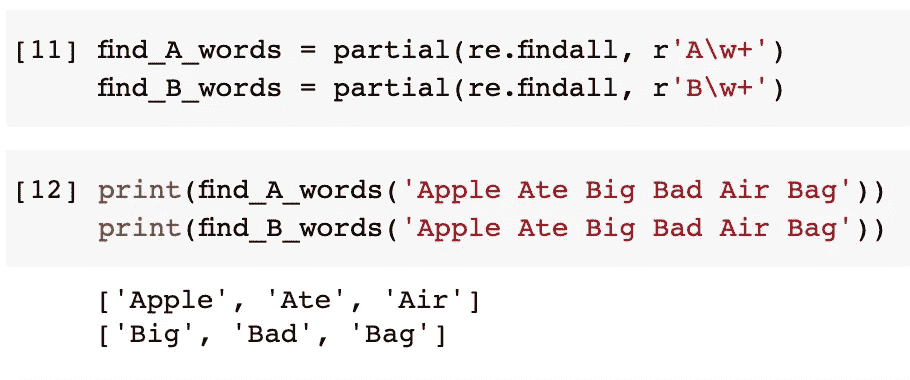 [11] find_A_words = partial(re.findall, r'A\w+')
find_B_words = partial(re.findall, r'B\w+')
[12] print(find_A_words('Apple Ate Big Bad Air Bag'))
print(find_B_words('Apple Ate Big Bad Air Bag'))
['Apple', 'Ate', 'Air']
['Big', 'Bad', 'Bag']